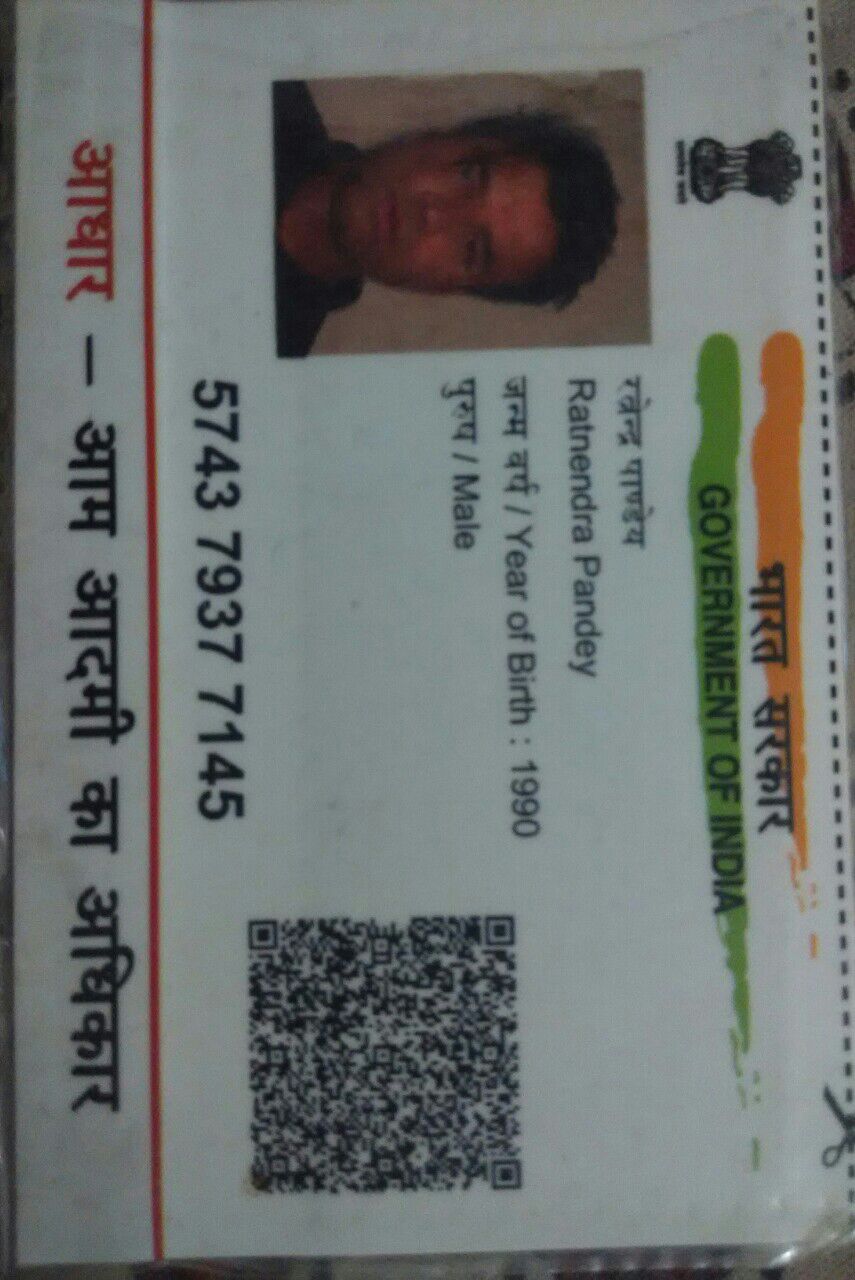 भारत सरकार
GOVERNMENT OF INDIA
रत्नेन्द्र पाण्डेय
Ratnendra Pandey
जन्म वर्ष / Year of Birth : 1990
पुरुष / Male
5743 7937 7145
आधार – आम आदमी का अधिकार